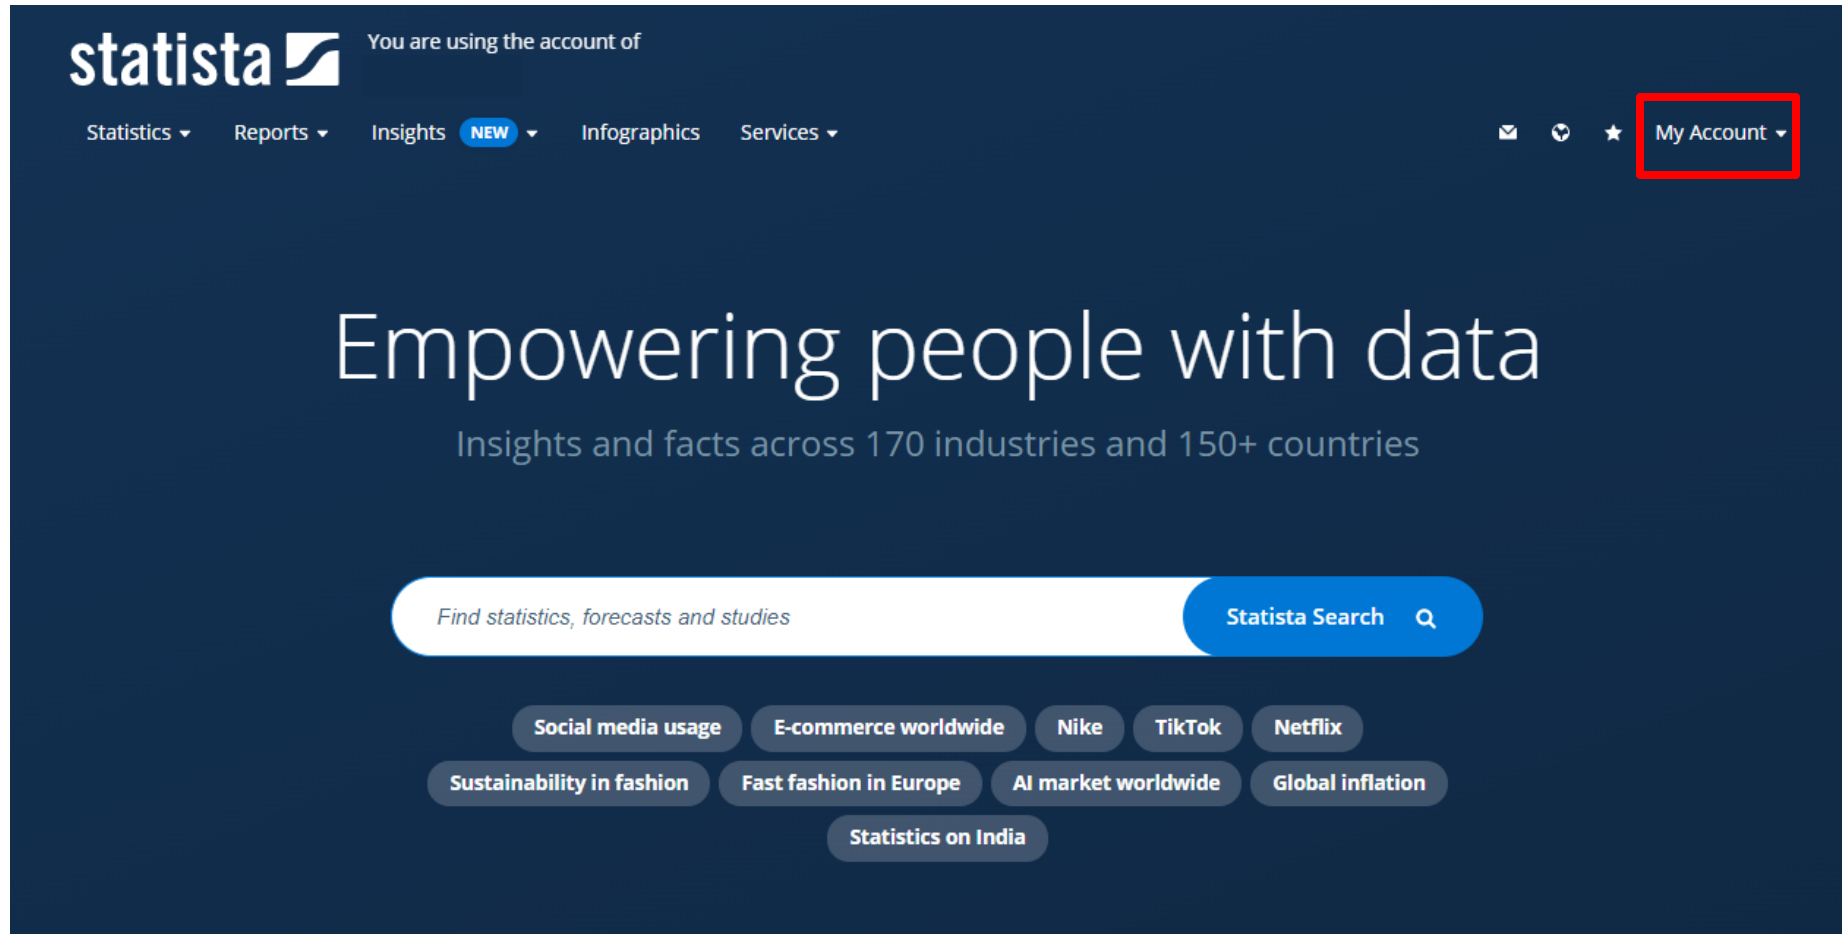 statista
You are using the account of
Statistics Reports Insights NEW Infographics Services My Account
Empowering people with data
Insights and facts across 170 industries and 150+ countries
Find statistics, forecasts and studies Statista Search
Social media usage E-commerce worldwide Nike TikTok Netflix
Sustainability in fashion Fast fashion in Europe AI market worldwide Global inflation
Statistics on India